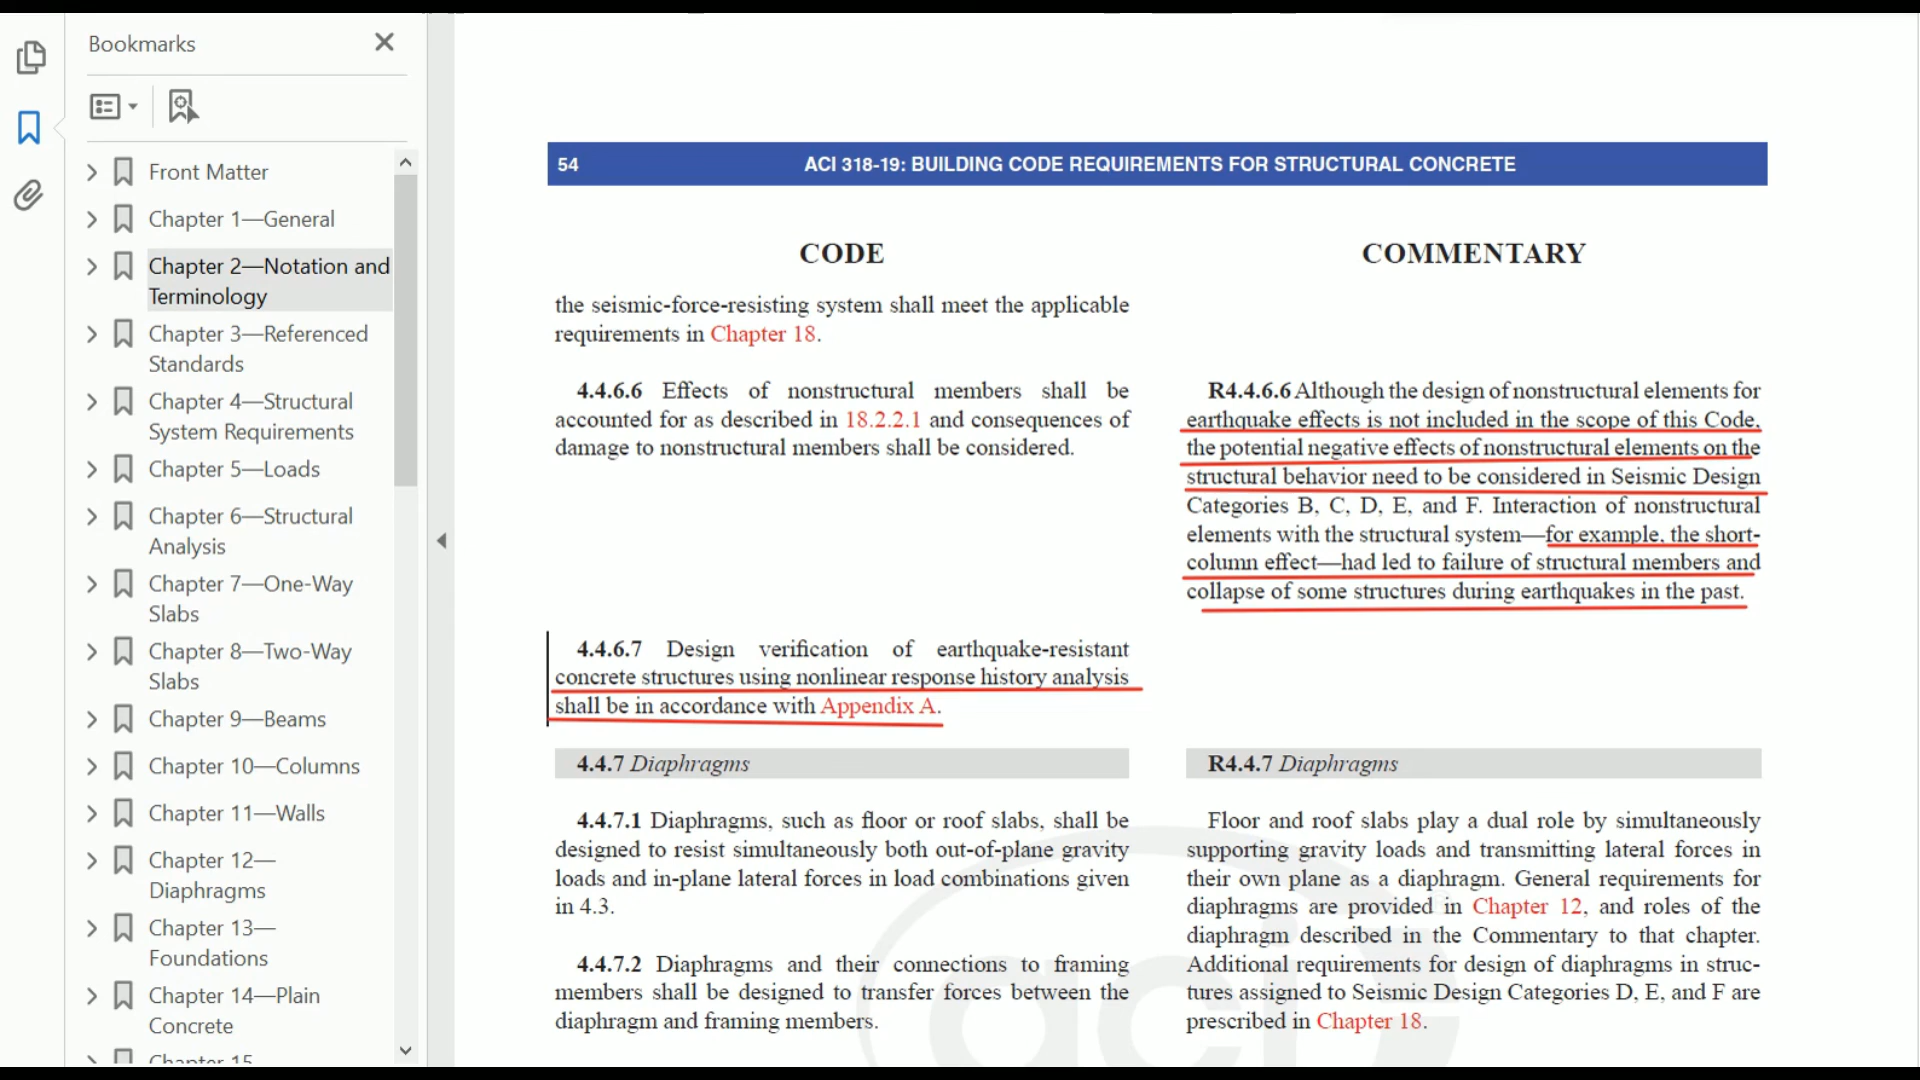 Bookmarks
Front Matter
Chapter 1—General
Chapter 2—Notation and
Terminology
Chapter 3—Referenced
Standards
Chapter 4—Structural
System Requirements
Chapter 5—Loads
Chapter 6—Structural
Analysis
Chapter 7—One-Way
Slabs
Chapter 8—Two-Way
Slabs
Chapter 9—Beams
Chapter 10—Columns
Chapter 11—Walls
Chapter 12—
Diaphragms
Chapter 13—
Foundations
Chapter 14—Plain
Concrete
Chapter 15
54 ACI 318-19: BUILDING CODE REQUIREMENTS FOR STRUCTURAL CONCRETE
CODE
the seismic-force-resisting system shall meet the applicable
requirements in Chapter 18.
4.4.6.6 Effects of nonstructural members shall be
accounted for as described in 18.2.2.1 and consequences of
damage to nonstructural members shall be considered.
4.4.6.7 Design verification of earthquake-resistant
concrete structures using nonlinear response history analysis
shall be in accordance with Appendix A.
4.4.7 Diaphragms
4.4.7.1 Diaphragms, such as floor or roof slabs, shall be
designed to resist simultaneously both out-of-plane gravity
loads and in-plane lateral forces in load combinations given
in 4.3.
4.4.7.2 Diaphragms and their connections to framing
members shall be designed to transfer forces between the
diaphragm and framing members.
COMMENTARY
R4.4.6.6 Although the design of nonstructural elements for
earthquake effects is not included in the scope of this Code,
the potential negative effects of nonstructural elements on the
structural behavior need to be considered in Seismic Design
Categories B, C, D, E, and F. Interaction of nonstructural
elements with the structural system—for example, the short-
column effect—had led to failure of structural members and
collapse of some structures during earthquakes in the past.
R4.4.7 Diaphragms
Floor and roof slabs play a dual role by simultaneously
supporting gravity loads and transmitting lateral forces in
their own plane as a diaphragm. General requirements for
diaphragms are provided in Chapter 12, and roles of the
diaphragm described in the Commentary to that chapter.
Additional requirements for design of diaphragms in struc-
tures assigned to Seismic Design Categories D, E, and F are
prescribed in Chapter 18.
aci